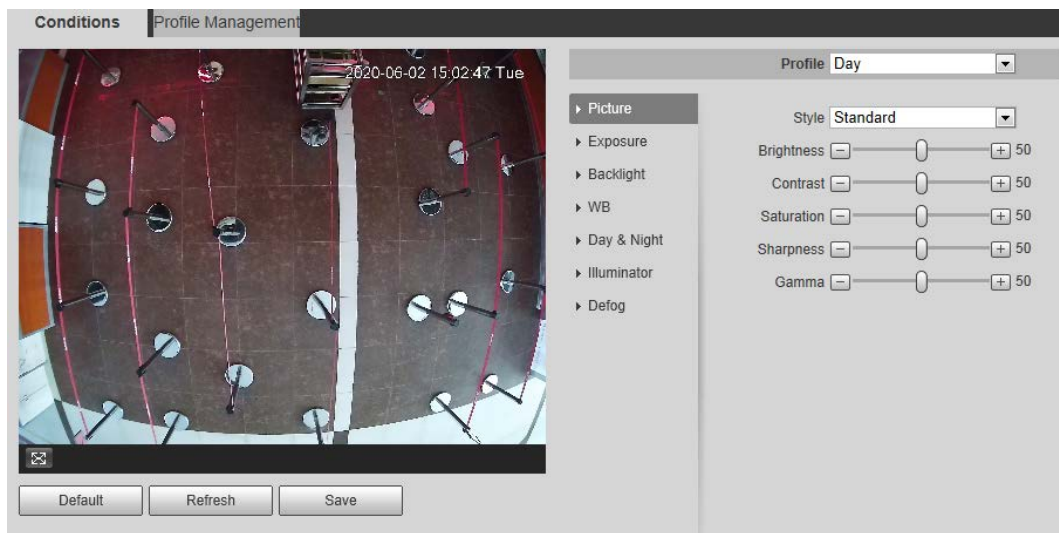 Conditions
Profile Management
2020-06-02 15:02:47 Tue
Profile Day
Picture
Exposure
Backlight
WB
Day & Night
Illuminator
Defog
Style Standard
Brightness 50
Contrast 50
Saturation 50
Sharpness 50
Gamma 50
Default
Refresh
Save